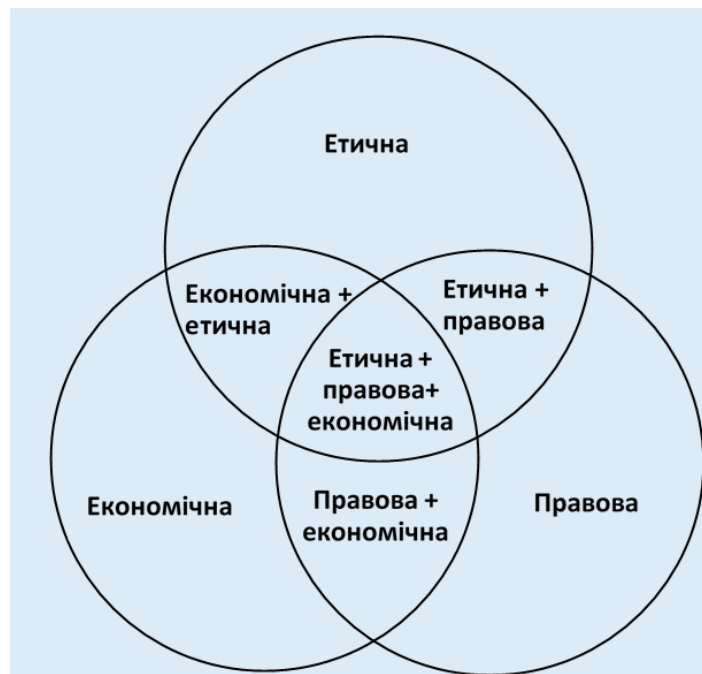 Етична
Економічна +
етична
Етична +
правова
Етична +
правова+
економічна
Економічна
Правова +
економічна
Правова